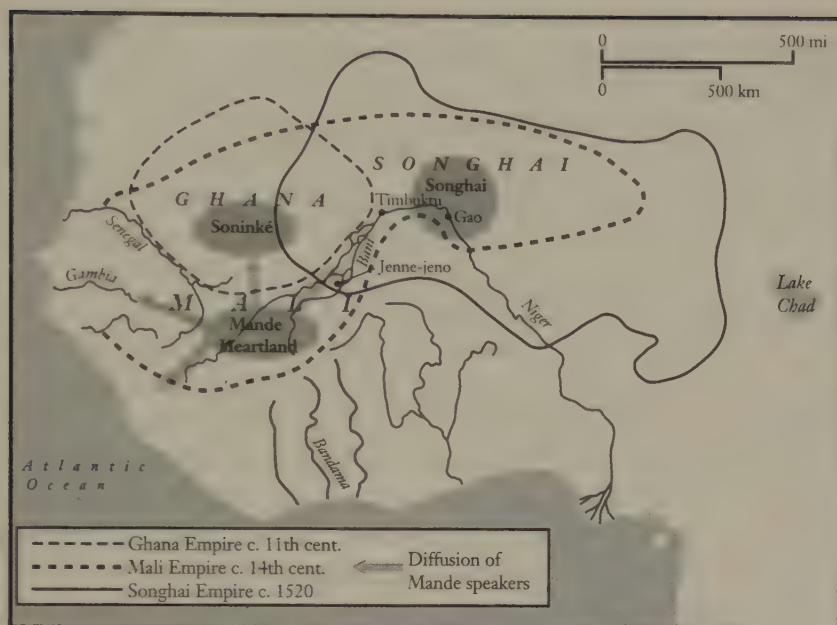 0 500 mi
0 500 km
S O N G H A I
Songhai
G H A N A
Timbuktu
Gao
Soninké
Senegal
Bani
Jenne-jeno
Gambia
M A L I
Lake
Chad
Niger
Mande
Heartland
Bandama
Atlantic
Ocean
Ghana Empire c. 11th cent.
Mali Empire c. 14th cent.
Songhai Empire c. 1520
Diffusion of
Mande speakers